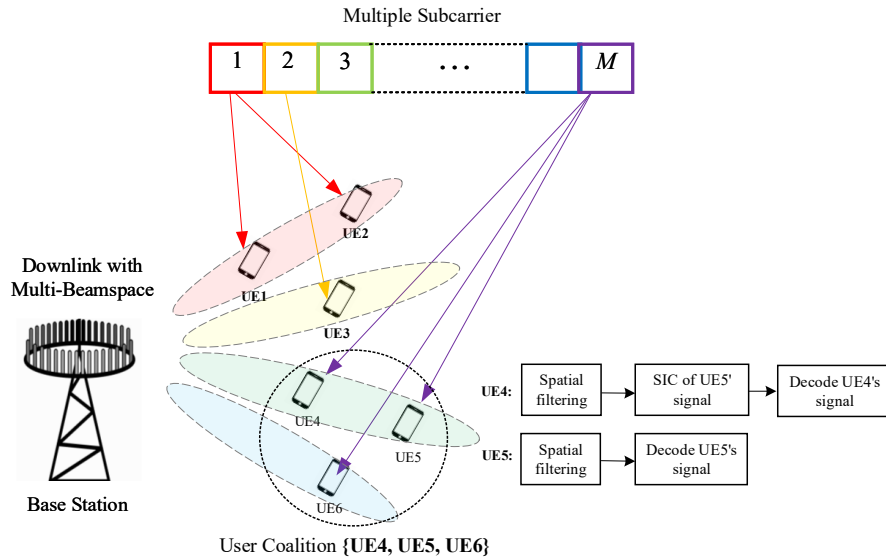 Multiple Subcarrier
1 2 3 ... M
UE2
UE1
Downlink with
Multi-Beamspace
UE3
UE4
UE5
UE6
Base Station
UE4:
Spatial
filtering
SIC of UE5'
signal
Decode UE4's
signal
UE5:
Spatial
filtering
Decode UE5's
signal
User Coalition {UE4, UE5, UE6}